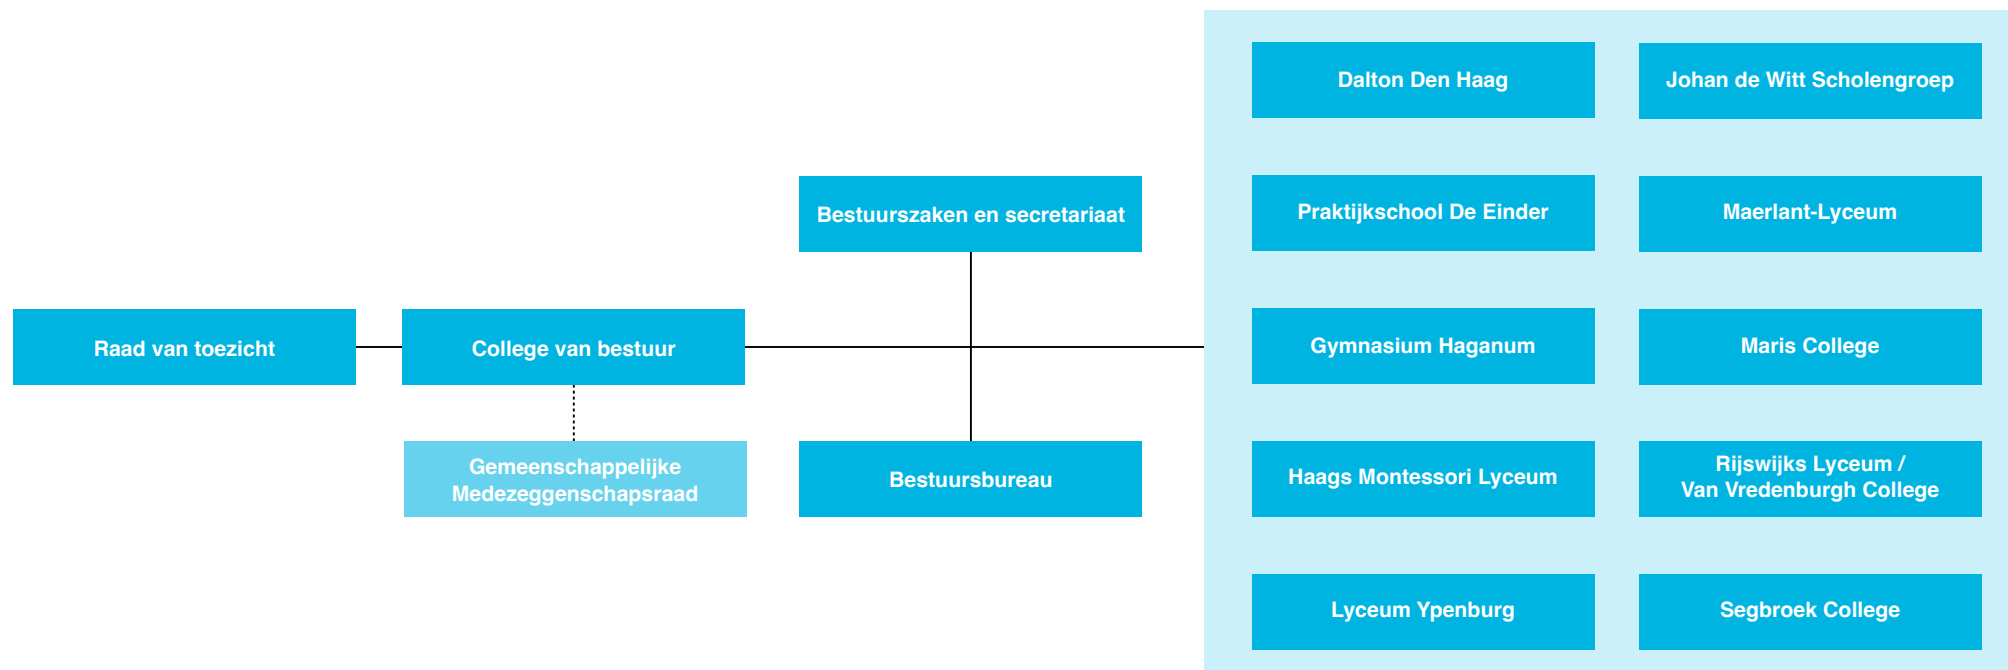 Dalton Den Haag
Johan de Witt Scholengroep
Praktijkschool De Einder
Maerlant-Lyceum
Bestuurszaken en secretariaat
Raad van toezicht
College van bestuur
Gymnasium Haganum
Maris College
Gemeenschappelijke
Medezeggenschapsraad
Bestuursbureau
Haags Montessori Lyceum
Rijswijks Lyceum /
Van Vredenburgh College
Lyceum Ypenburg
Segbroek College